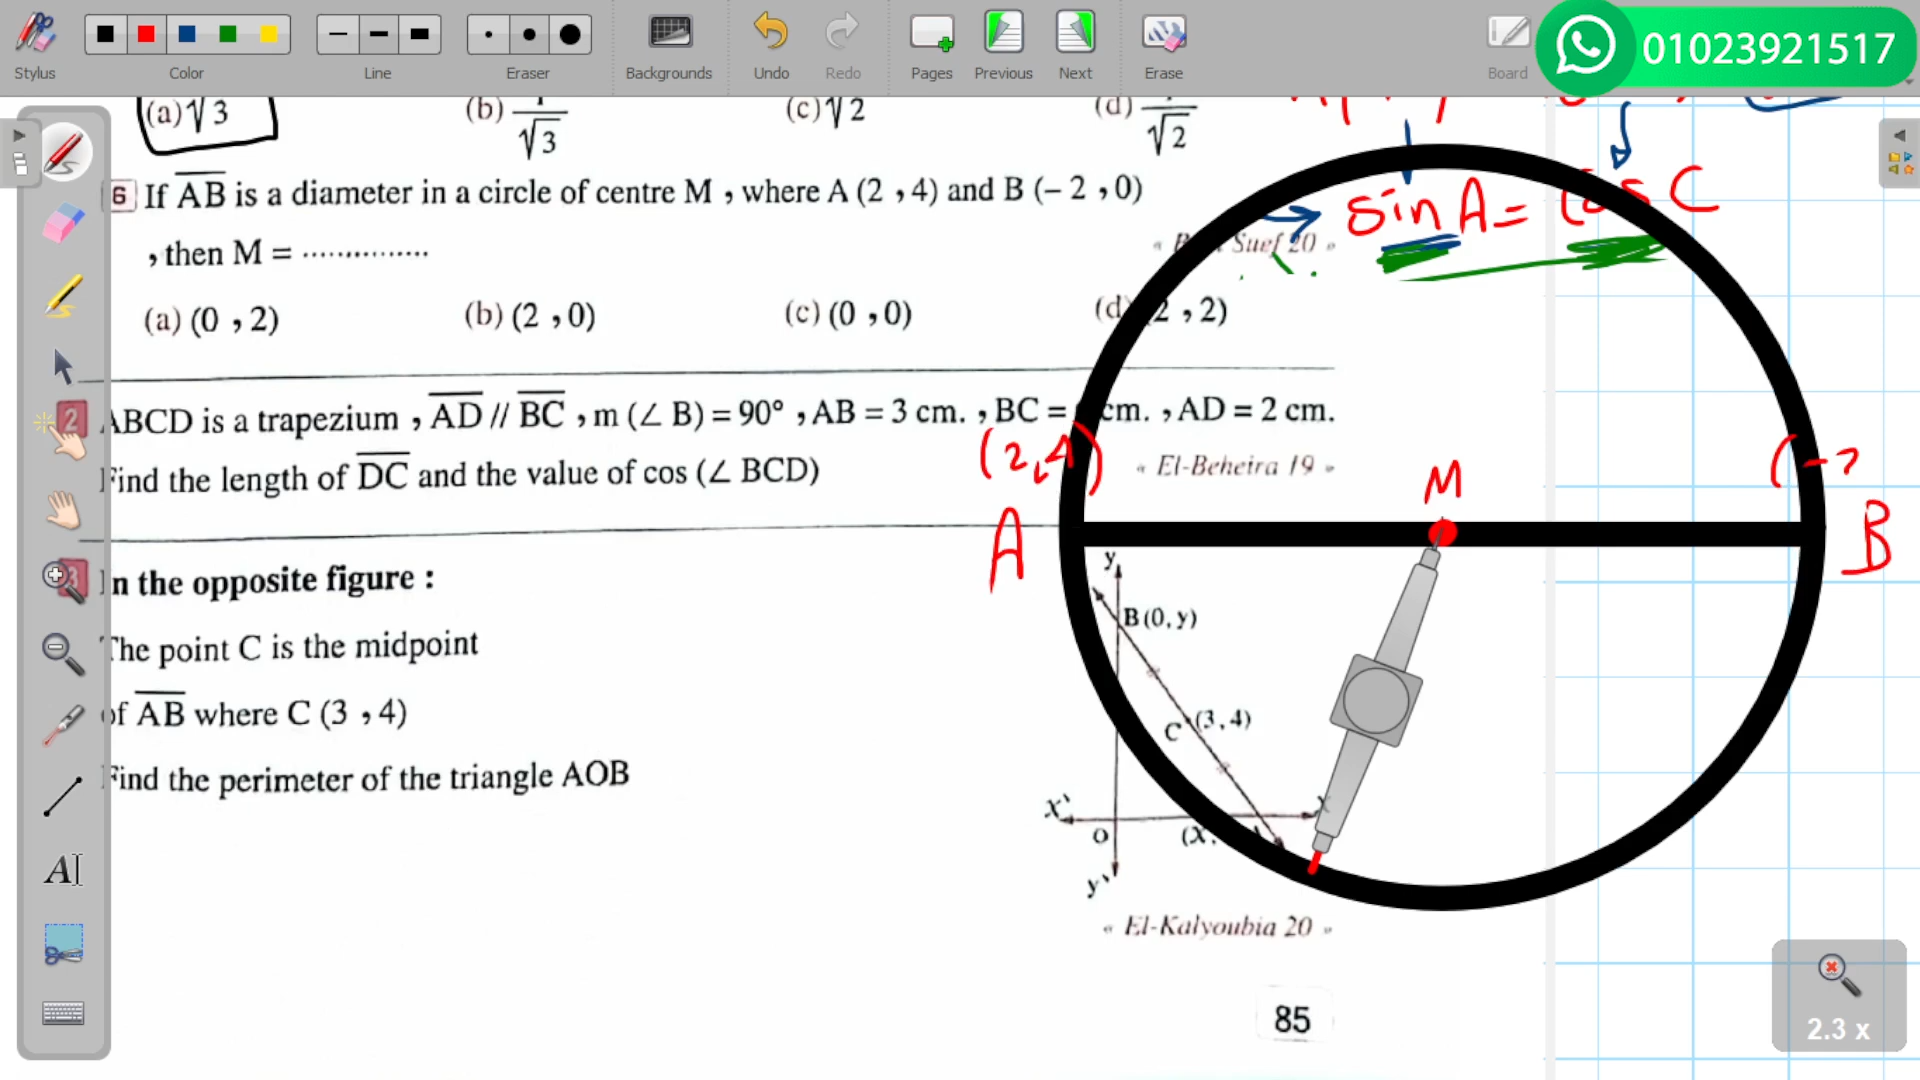 Stylus
Color
Line
Eraser
Backgrounds
Undo
Redo
Pages
Previous
Next
Erase
Board
01023921517
(a) √3
(b) 1/√3
(c) √2
(d) 1/√2
sin A = cos C
6 If AB is a diameter in a circle of centre M , where A (2 , 4) and B (– 2 , 0)
, then M = ...............
Suef 20 »
(a) (0 , 2)
(b) (2 , 0)
(c) (0 , 0)
(d) 2 , 2)
2 ABCD is a trapezium , AD // BC , m (∠ B) = 90° , AB = 3 cm. , BC = cm. , AD = 2 cm.
Find the length of DC and the value of cos (∠ BCD)
« El-Beheira 19 »
(2,4)
A
M
(-2
B
3 In the opposite figure :
The point C is the midpoint
of AB where C (3 , 4)
Find the perimeter of the triangle AOB
y
B (0, y)
C (3, 4)
x'
x
O
(X,
y'
« El-Kalyoubia 20 »
85
2.3 x